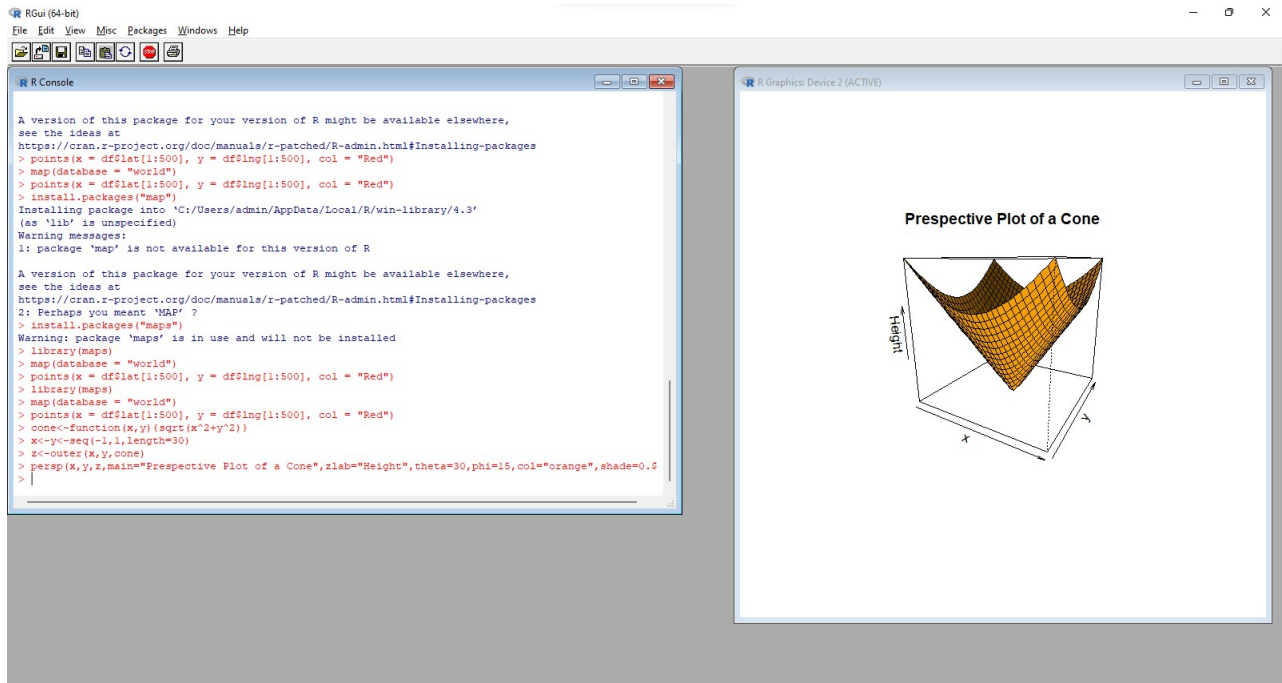 RGui (64-bit)
File Edit View Misc Packages Windows Help
STOP
R Console
A version of this package for your version of R might be available elsewhere,
see the ideas at
https://cran.r-project.org/doc/manuals/r-patched/R-admin.html#Installing-packages
> points(x = df$lat[1:500], y = df$lng[1:500], col = "Red")
> map(database = "world")
> points(x = df$lat[1:500], y = df$lng[1:500], col = "Red")
> install.packages("map")
Installing package into ‘C:/Users/admin/AppData/Local/R/win-library/4.3’
(as ‘lib’ is unspecified)
Warning messages:
1: package ‘map’ is not available for this version of R
A version of this package for your version of R might be available elsewhere,
see the ideas at
https://cran.r-project.org/doc/manuals/r-patched/R-admin.html#Installing-packages
2: Perhaps you meant ‘MAP’ ?
> install.packages("maps")
Warning: package ‘maps’ is in use and will not be installed
> library(maps)
> map(database = "world")
> points(x = df$lat[1:500], y = df$lng[1:500], col = "Red")
> library(maps)
> map(database = "world")
> points(x = df$lat[1:500], y = df$lng[1:500], col = "Red")
> cone<-function(x,y){sqrt(x^2+y^2)}
> x<-y<-seq(-1,1,length=30)
> z<-outer(x,y,cone)
> persp(x,y,z,main="Prespective Plot of a Cone",zlab="Height",theta=30,phi=15,col="orange",shade=0.$
>
R Graphics: Device 2 (ACTIVE)
Prespective Plot of a Cone
Height
x
y